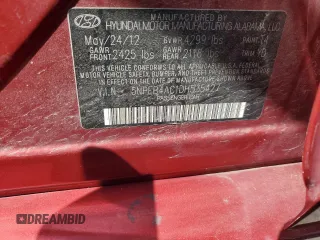 MANUFACTURED BY
HYUNDAI MOTOR MANUFACTURING ALABAMA, LLC
May/24/12 GVWR 4299 lbs
GAWR FRONT 2425 lbs GAWR REAR
THIS VEHICLE CONFORMS TO ALL APPLICABLE FEDERAL
MOTOR VEHICLE SAFETY, BUMPER, AND THEFT
PREVENTION STANDARDS IN EFFECT ON THE DATE OF
MANUFACTURE SHOWN ABOVE.
V.I.N
PASSENGER CAR
DREAMBID